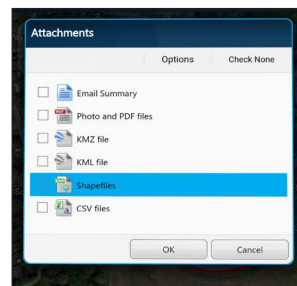 Attachments
Options Check None
Email Summary
Photo and PDF files
KMZ file
KML file
Shapefiles
CSV files
OK Cancel